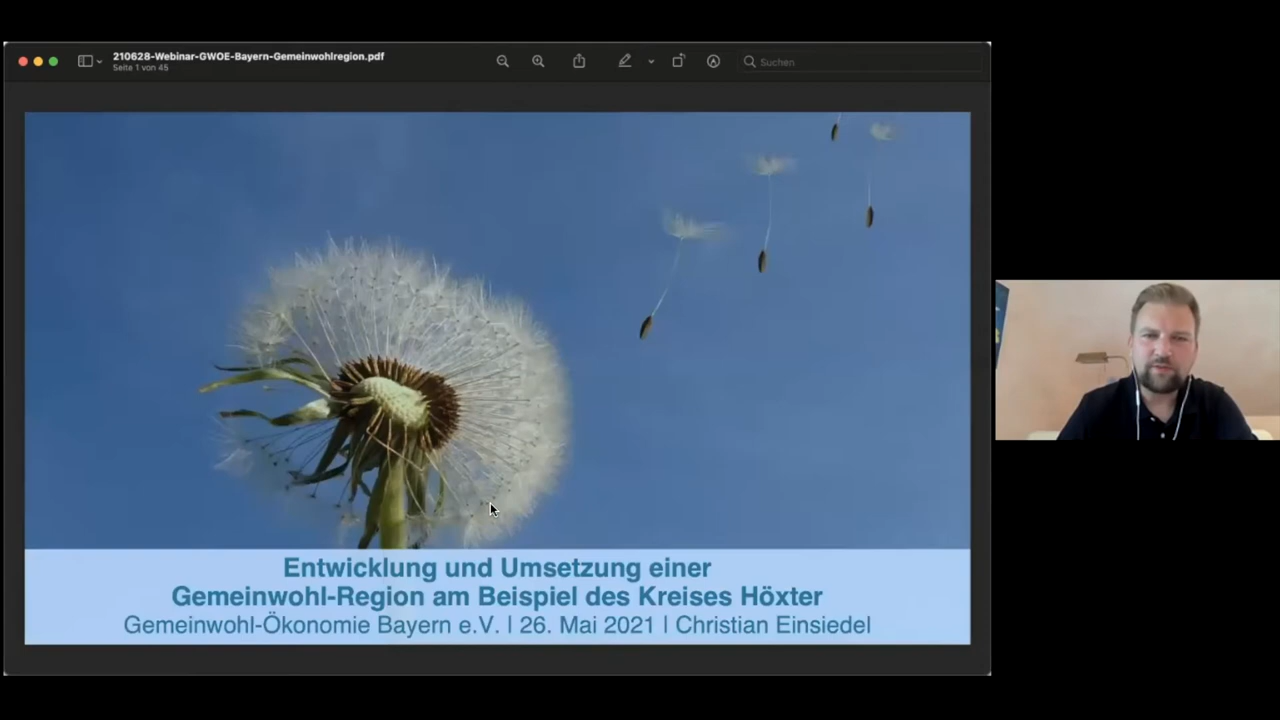 210628-Webinar-GWOE-Bayern-Gemeinwohlregion.pdf
Seite 1 von 45
Suchen
Entwicklung und Umsetzung einer
Gemeinwohl-Region am Beispiel des Kreises Höxter
Gemeinwohl-Ökonomie Bayern e.V. | 26. Mai 2021 | Christian Einsiedel